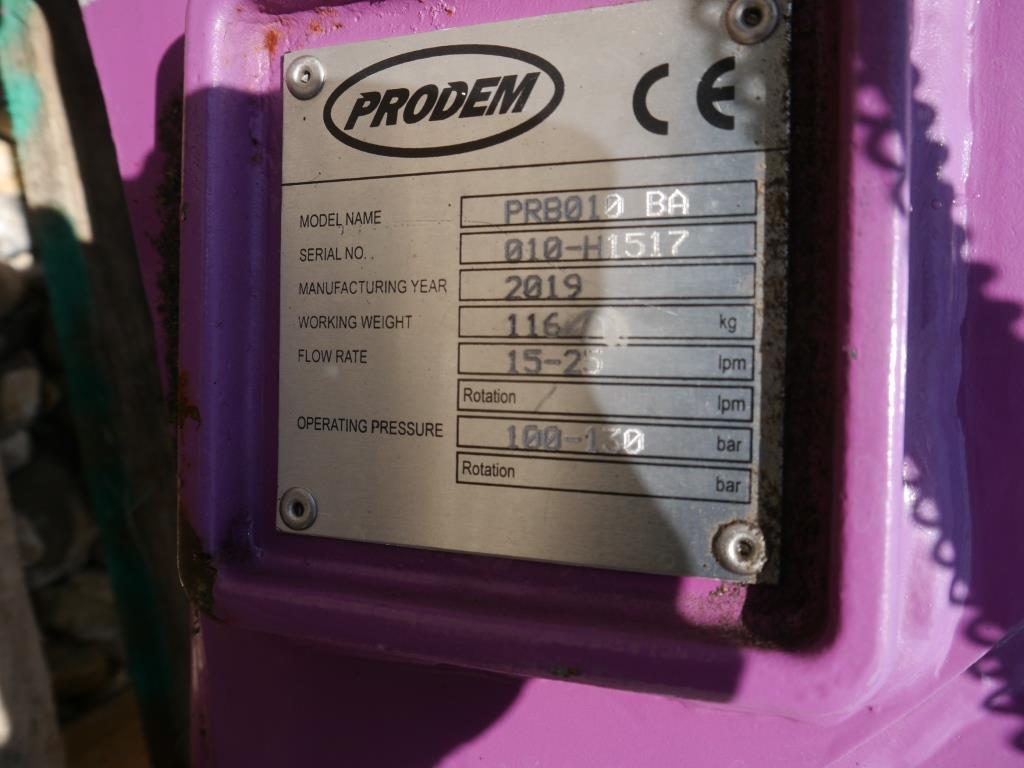 PRODEM CE
MODEL NAME PRB010 BA
SERIAL NO. 010-H1517
MANUFACTURING YEAR 2019
WORKING WEIGHT 116 kg
FLOW RATE 15-25 lpm
Rotation lpm
OPERATING PRESSURE 100-130 bar
Rotation bar